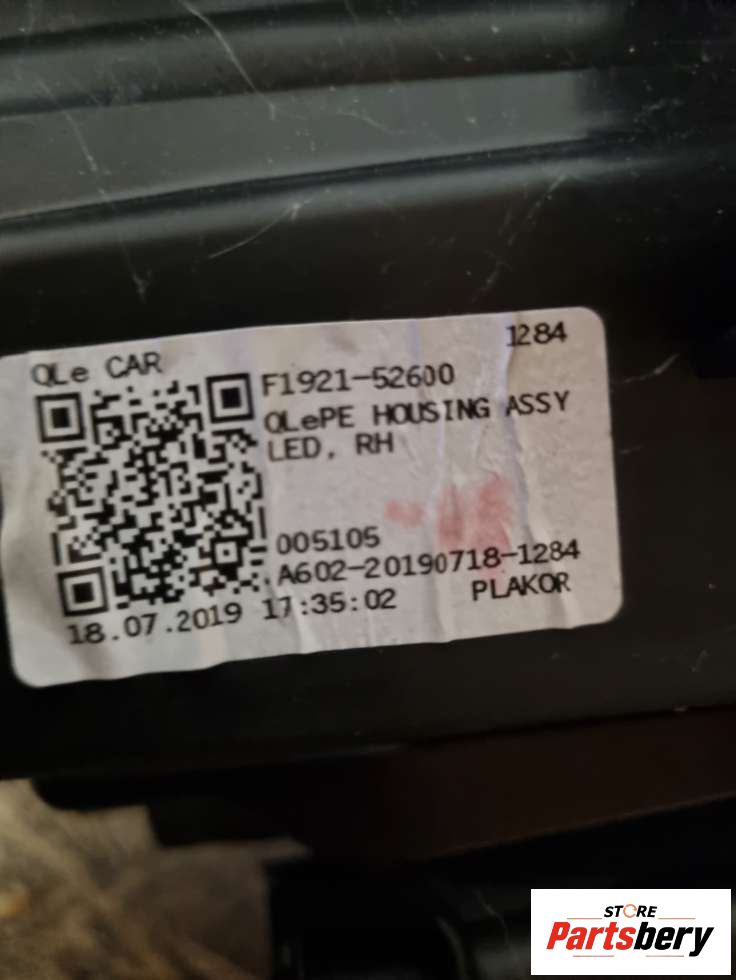 1284
QLe CAR
F1921-52600
QLePE HOUSING ASSY
LED, RH
005105
A602-20190718-1284
18.07.2019 17:35:02
PLAKOR
STORE
Partsbery